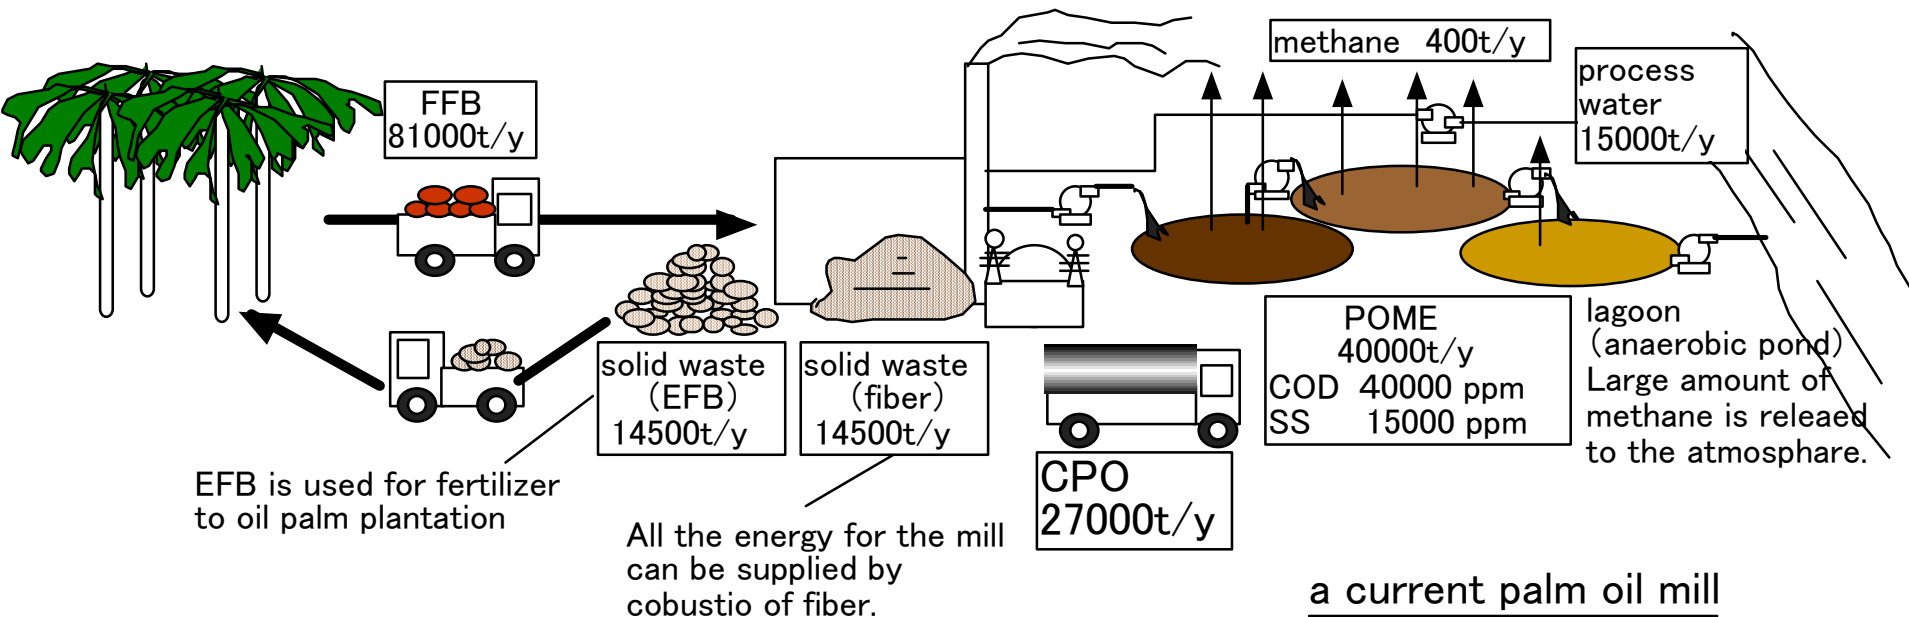 FFB
81000t/y
methane 400t/y
process
water
15000t/y
solid waste
(EFB)
14500t/y
solid waste
(fiber)
14500t/y
POME
40000t/y
COD 40000 ppm
SS 15000 ppm
lagoon
(anaerobic pond)
Large amount of
methane is releaed
to the atmosphare.
EFB is used for fertilizer
to oil palm plantation
All the energy for the mill
can be supplied by
cobustio of fiber.
CPO
27000t/y
a current palm oil mill